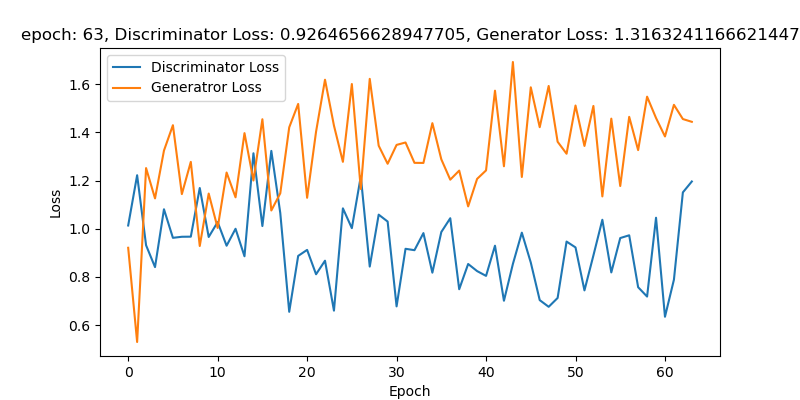 epoch: 63, Discriminator Loss: 0.9264656628947705, Generator Loss: 1.3163241166621447
Discriminator Loss
Generatror Loss
1.6
1.4
1.2
1.0
0.8
0.6
Loss
0 10 20 30 40 50 60
Epoch